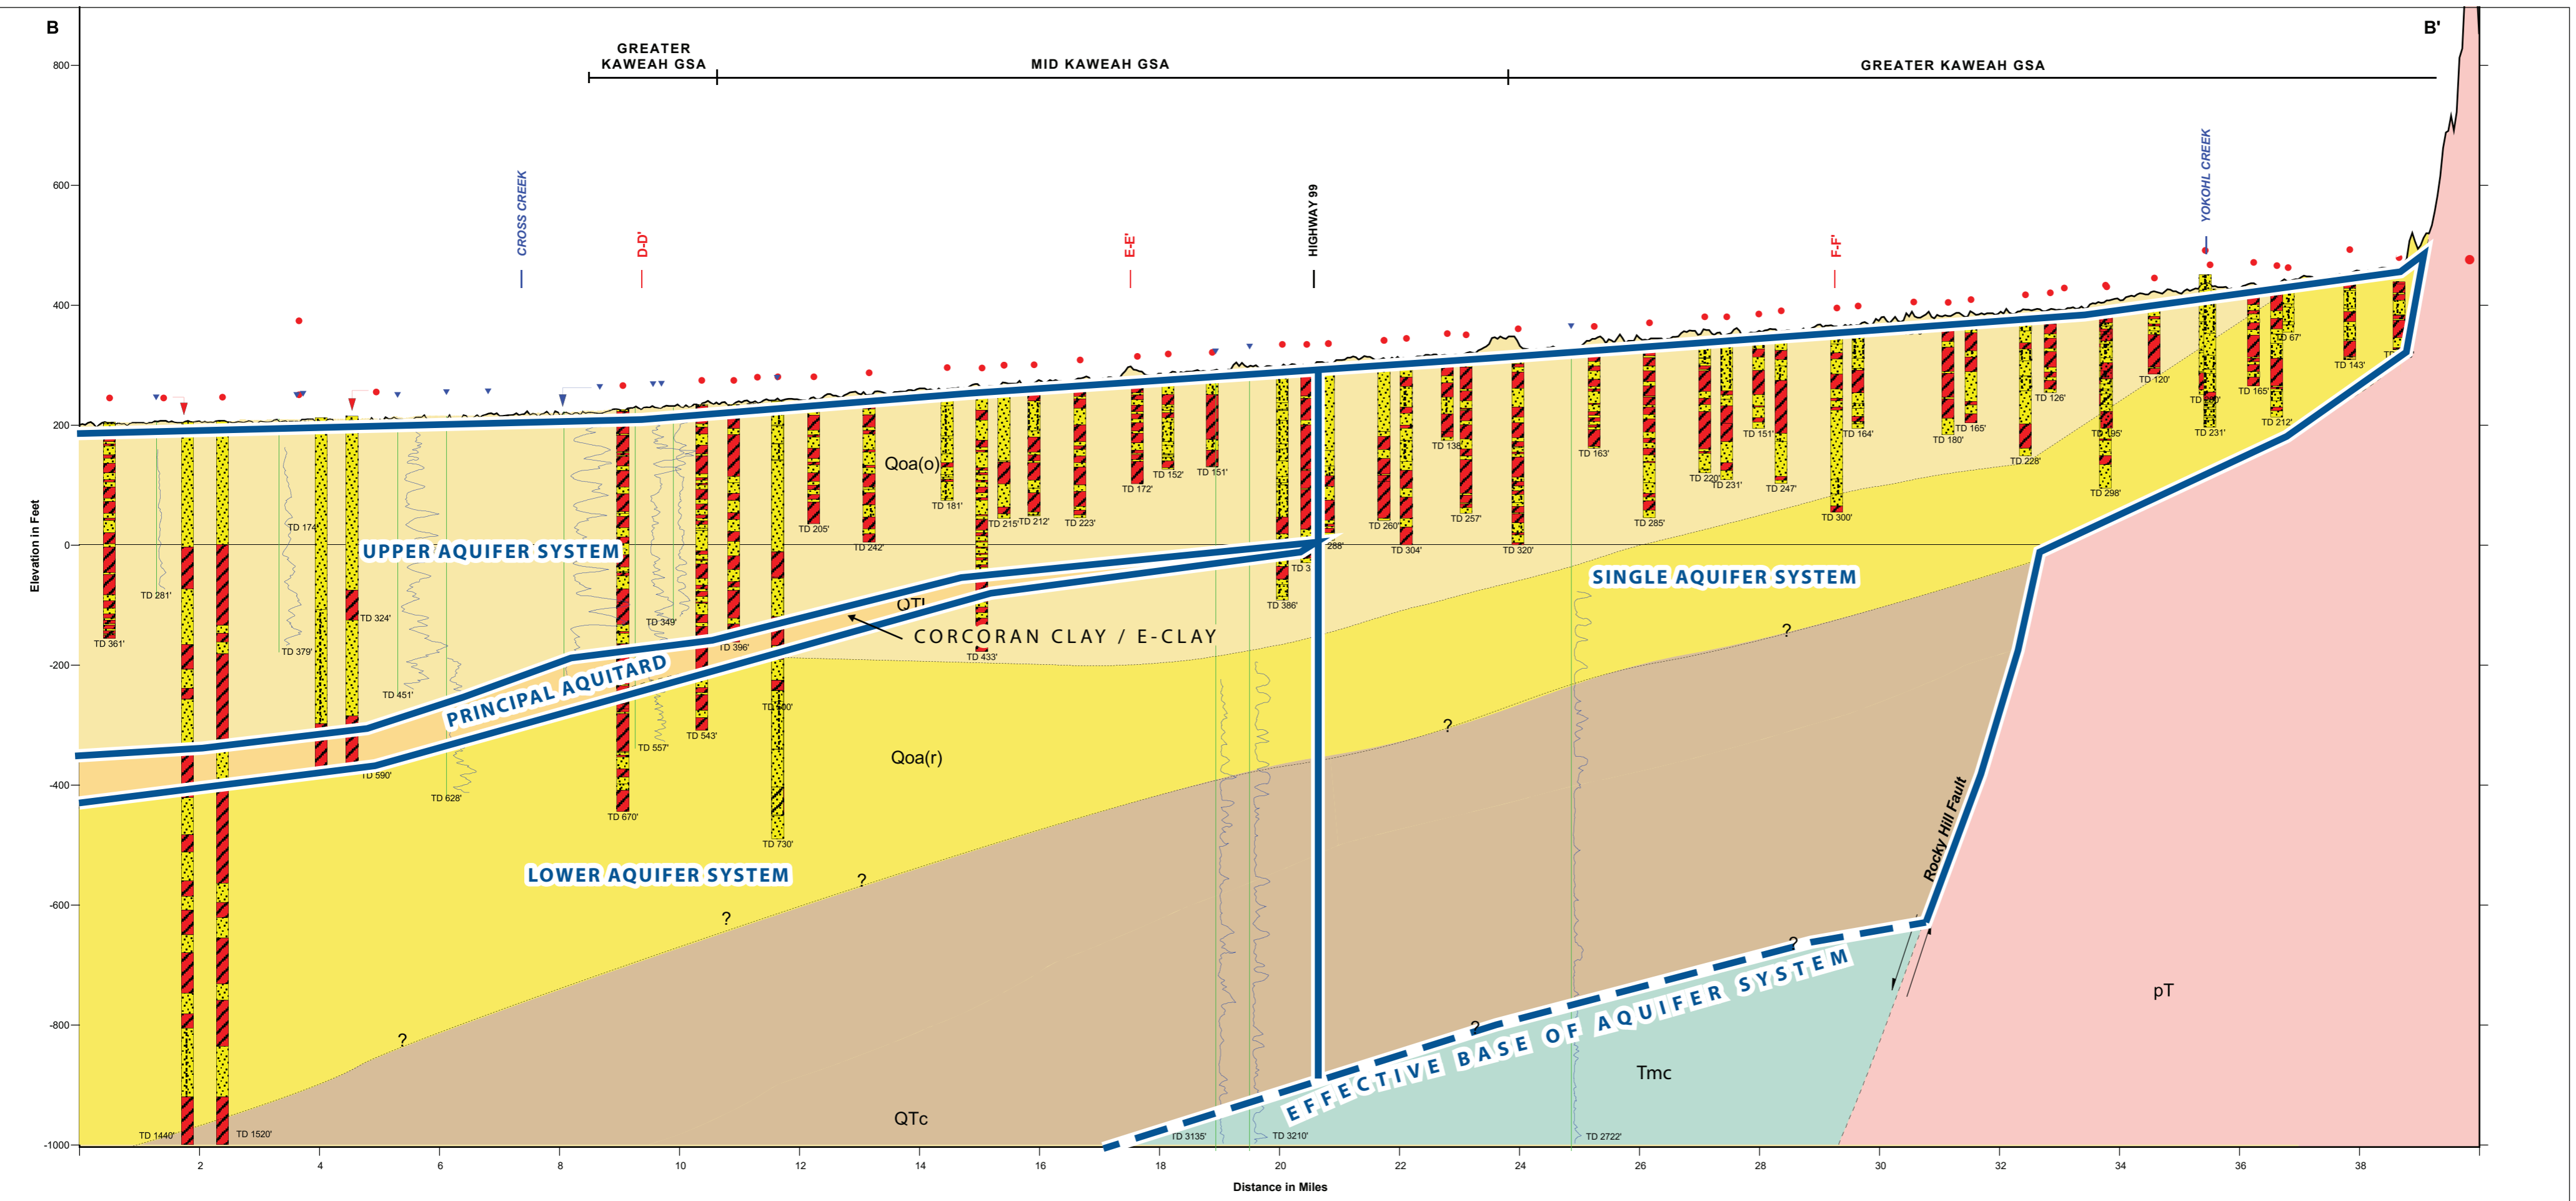 B
B'
GREATER
KAWEAH GSA
MID KAWEAH GSA
GREATER KAWEAH GSA
800
600
400
200
0
-200
-400
-600
-800
-1000
Elevation in Feet
CROSS CREEK
D-D'
E-E'
HIGHWAY 99
F-F'
YOKOHL CREEK
UPPER AQUIFER SYSTEM
PRINCIPAL AQUITARD
LOWER AQUIFER SYSTEM
SINGLE AQUIFER SYSTEM
CORCORAN CLAY / E-CLAY
EFFECTIVE BASE OF AQUIFER SYSTEM
Rocky Hill Fault
Qoa(o)
Qoa(r)
QTc
Tmc
pT
?
?
?
?
?
?
?
TD 361'
TD 281'
TD 1440'
TD 1520'
TD 379'
TD 174'
TD 324'
TD 590'
TD 451'
TD 628'
TD 670'
TD 349'
TD 557'
TD 543'
TD 396'
TD 730'
TD 205'
TD 242'
TD 181'
TD 433'
TD 215'
TD 212'
TD 223'
TD 172'
TD 152'
TD 151'
TD 3135'
TD 3210'
TD 386'
TD 3
288'
TD 260'
TD 304'
TD 138'
TD 257'
TD 320'
TD 2722'
TD 163'
TD 285'
TD 220'
TD 231'
TD 151'
TD 247'
TD 300'
TD 164'
TD 180'
TD 165'
TD 228'
TD 126'
TD 195'
TD 298'
TD 120'
TD 231'
TD 165'
TD 212'
TD 67'
TD 143'
2
4
6
8
10
12
14
16
18
20
22
24
26
28
30
32
34
36
38
Distance in Miles